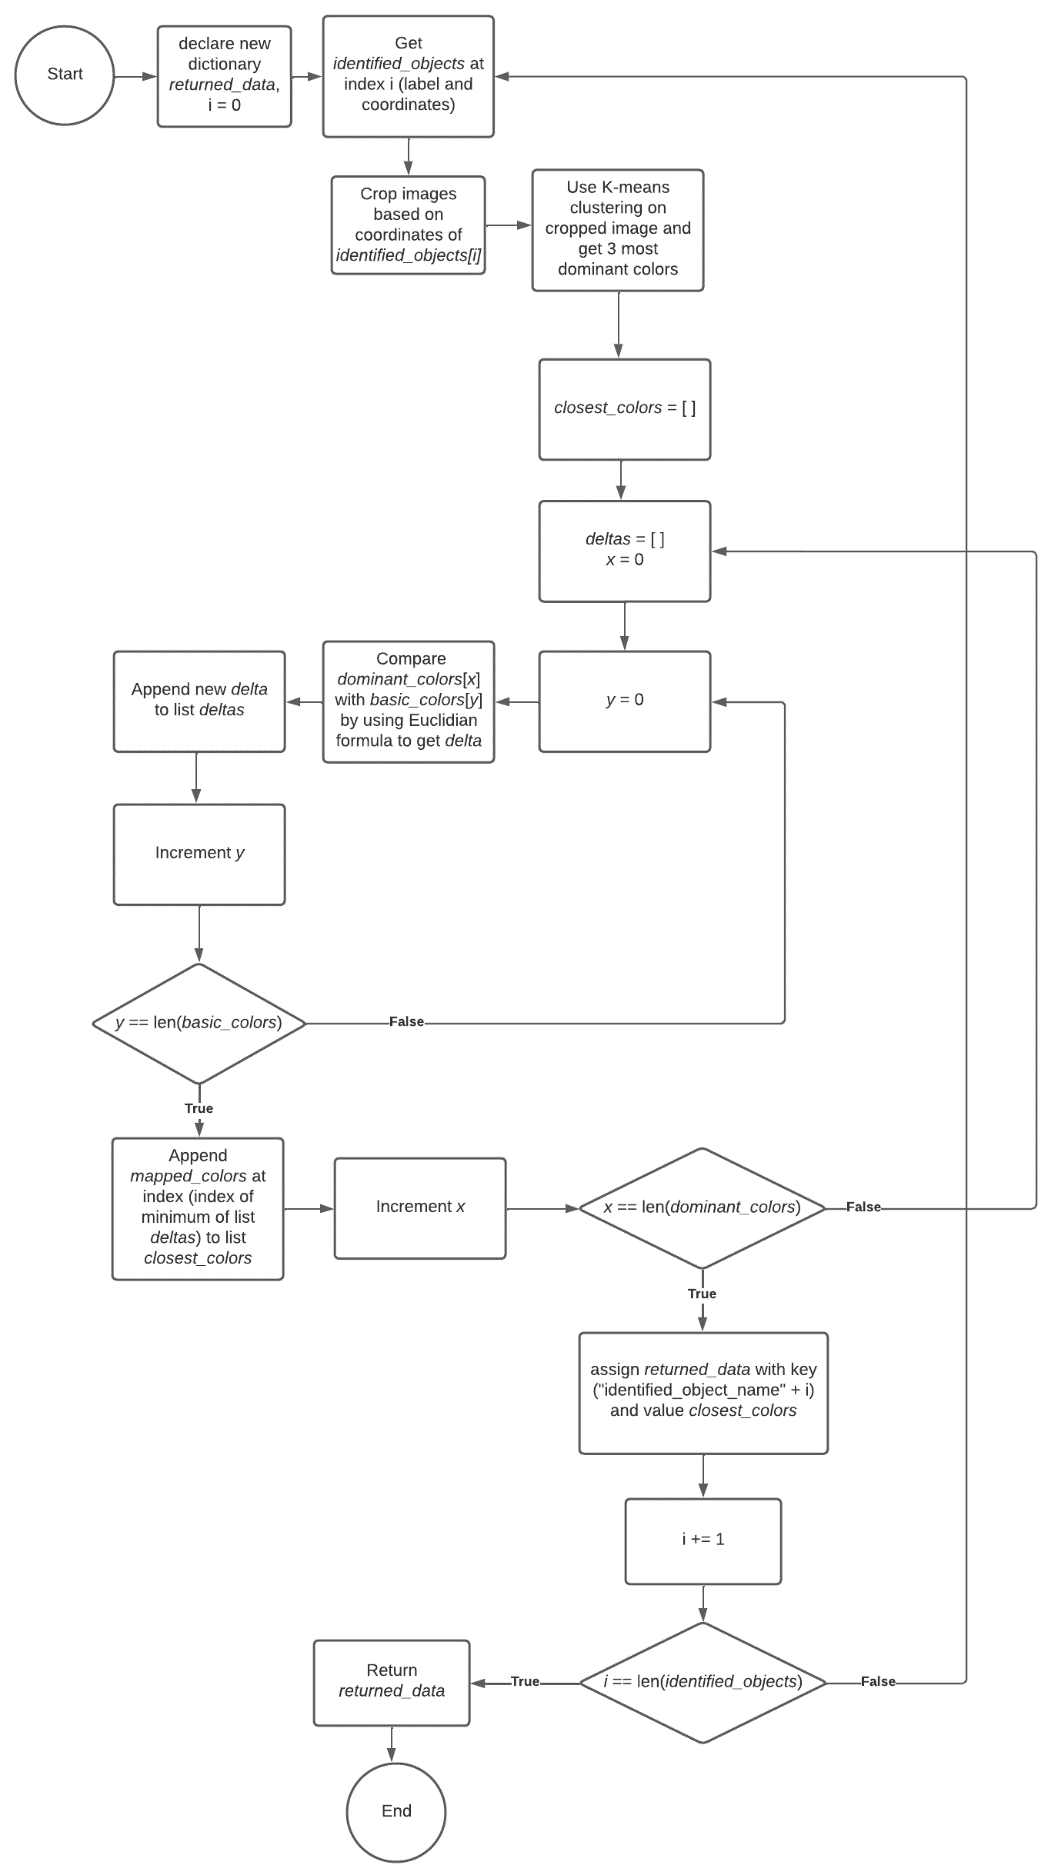 Start
declare new
dictionary
returned_data,
i = 0
Get
identified_objects at
index i (label and
coordinates)
Crop images
based on
coordinates of
identified_objects[i]
Use K-means
clustering on
cropped image and
get 3 most
dominant colors
closest_colors = [ ]
deltas = [ ]
x = 0
y = 0
Compare
dominant_colors[x]
with basic_colors[y]
by using Euclidian
formula to get delta
Append new delta
to list deltas
Increment y
y == len(basic_colors)
False
True
Append
mapped_colors at
index (index of
minimum of list
deltas) to list
closest_colors
Increment x
x == len(dominant_colors)
False
True
assign returned_data with key
("identified_object_name" + i)
and value closest_colors
i += 1
i == len(identified_objects)
False
True
Return
returned_data
End